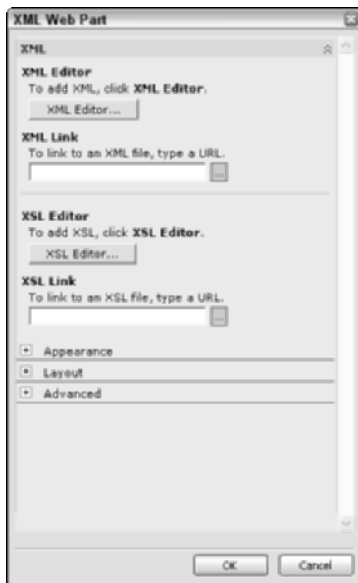 XML Web Part
XML
XML Editor
To add XML, click XML Editor.
XML Editor...
XML Link
To link to an XML file, type a URL.
...
XSL Editor
To add XSL, click XSL Editor.
XSL Editor...
XSL Link
To link to an XSL file, type a URL.
...
Appearance
Layout
Advanced
OK Cancel